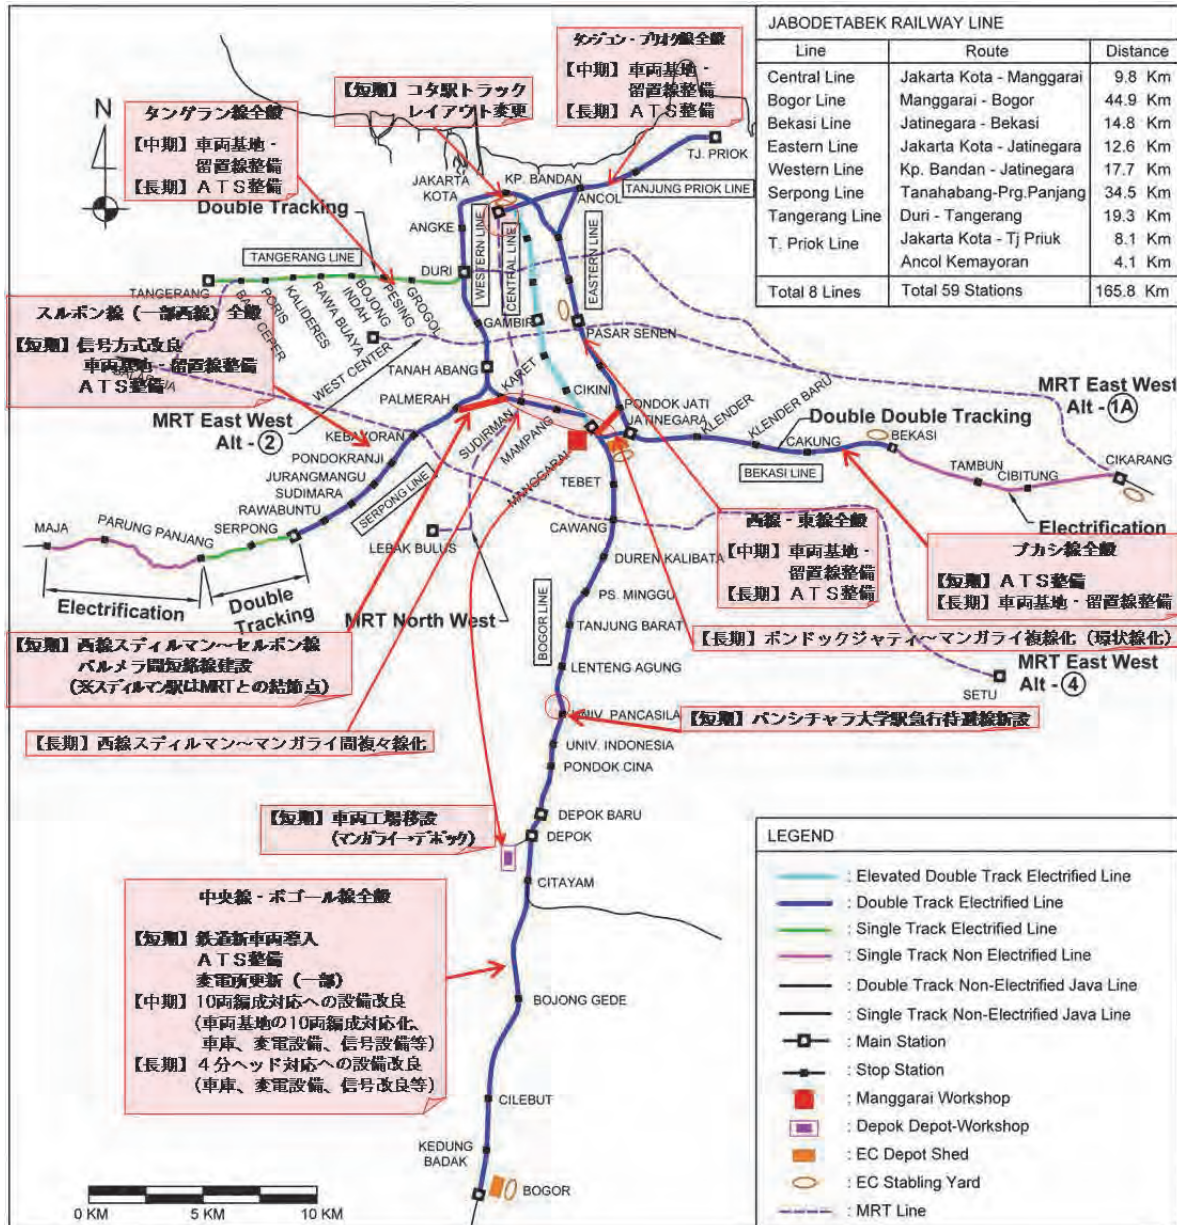 JABODETABEK RAILWAY LINE
Line Route Distance
Central Line Jakarta Kota - Manggarai 9.8 Km
Bogor Line Manggarai - Bogor 44.9 Km
Bekasi Line Jatinegara - Bekasi 14.8 Km
Eastern Line Jakarta Kota - Jatinegara 12.6 Km
Western Line Kp. Bandan - Jatinegara 17.7 Km
Serpong Line Tanahabang-Prg.Panjang 34.5 Km
Tangerang Line Duri - Tangerang 19.3 Km
T. Priok Line Jakarta Kota - Tj Priuk 8.1 Km
Ancol Kemayoran 4.1 Km
Total 8 Lines Total 59 Stations 165.8 Km
タンジュン・プリオク線全般
【中期】車両基地・
留置線整備
【長期】ATS整備
【短期】コタ駅トラック
レイアウト変更
N
タンゲラン線全般
【中期】車両基地・
留置線整備
【長期】ATS整備
Double Tracking
TJ. PRIOK
KP. BANDAN
JAKARTA
KOTA
TANJUNG PRIOK LINE
ANCOL
ANGKE
WESTERN LINE
CENTRAL LINE
EASTERN LINE
TANGERANG LINE
DURI
TANGERANG
PORIS
KALIDERES
RAWA BUAYA
BOJONG
INDAH
PESING
GROGOL
CEPER
スルポン線（一部西線）全般
【短期】信号方式改良
車両基地・留置線整備
ATS整備
GAMBIR
PASAR SENEN
WEST CENTER
TANAH ABANG
KARET
CIKINI
MRT East West
Alt - 1A
PALMERAH
PONDOK JATI
JATINEGARA
KLENDER
KLENDER BARU
Double Double Tracking
MRT East West
Alt - 2
KEBAYORAN
SUDIRMAN
MAMPANG
MANGGARAI
CAKUNG
BEKASI
BEKASI LINE
PONDOKRANJI
JURANGMANGU
SUDIMARA
RAWABUNTU
SERPONG LINE
TEBET
TAMBUN
CIBITUNG
CIKARANG
Electrification
MAJA
PARUNG PANJANG
SERPONG
LEBAK BULUS
CAWANG
西線・東線全般
【中期】車両基地・
留置線整備
【長期】ATS整備
ブカシ線全般
【短期】ATS整備
【長期】車両基地・留置線整備
DUREN KALIBATA
Electrification
Double
Tracking
MRT North West
PS. MINGGU
BOGOR LINE
TANJUNG BARAT
【長期】ポンドックジャティ～マンガライ複線化（環状線化）
【短期】西線スディルマン～セルポン線
パルメラ間短絡線建設
（※スディルマン駅はMRTとの結節点）
LENTENG AGUNG
MRT East West
Alt - 4
SETU
UNIV. PANCASILA
【短期】パンシチャラ大学駅急行待避線新設
【長期】西線スディルマン～マンガライ間複々線化
UNIV. INDONESIA
PONDOK CINA
【短期】車両工場移設
（マンガライ→デポック）
DEPOK BARU
DEPOK
CITAYAM
中央線・ボゴール線全般
【短期】鉄道新車両導入
ATS整備
変電所更新（一部）
【中期】10両編成対応への設備改良
（車両基地の10両編成対応化、
車庫、変電設備、信号設備等）
【長期】4分ヘッド対応への設備改良
（車庫、変電設備、信号改良等）
BOJONG GEDE
CILEBUT
KEDUNG
BADAK
BOGOR
0 KM 5 KM 10 KM
LEGEND
: Elevated Double Track Electrified Line
: Double Track Electrified Line
: Single Track Electrified Line
: Single Track Non Electrified Line
: Double Track Non-Electrified Java Line
: Single Track Non-Electrified Java Line
: Main Station
: Stop Station
: Manggarai Workshop
: Depok Depot-Workshop
: EC Depot Shed
: EC Stabling Yard
: MRT Line